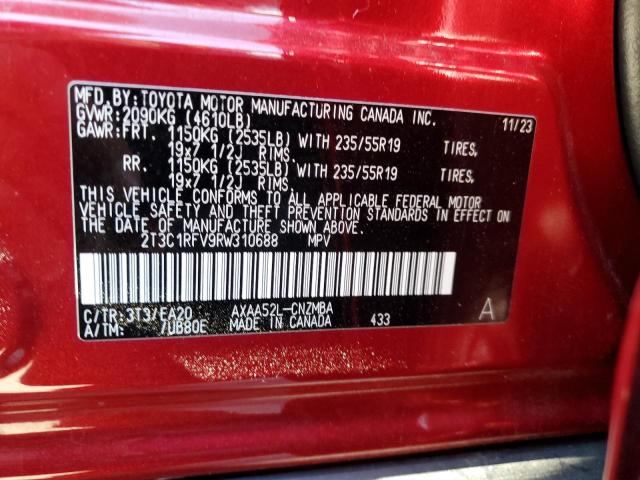 MFD. BY: TOYOTA MOTOR MANUFACTURING CANADA INC.
GVWR: 2090KG (4610LB) 11/23
GAWR: FRT. 1150KG (2535LB) WITH 235/55R19 TIRES,
19x7 1/2J RIMS.
RR. 1150KG (2535LB) WITH 235/55R19 TIRES,
19x7 1/2J RIMS.
THIS VEHICLE CONFORMS TO ALL APPLICABLE FEDERAL MOTOR
VEHICLE SAFETY AND THEFT PREVENTION STANDARDS IN EFFECT ON
THE DATE OF MANUFACTURE SHOWN ABOVE.
2T3C1RFV9RW310688 MPV
C/TR: 3T3/EA20 AXAA52L-CNZMBA A
A/TM: /UB80E MADE IN CANADA 433